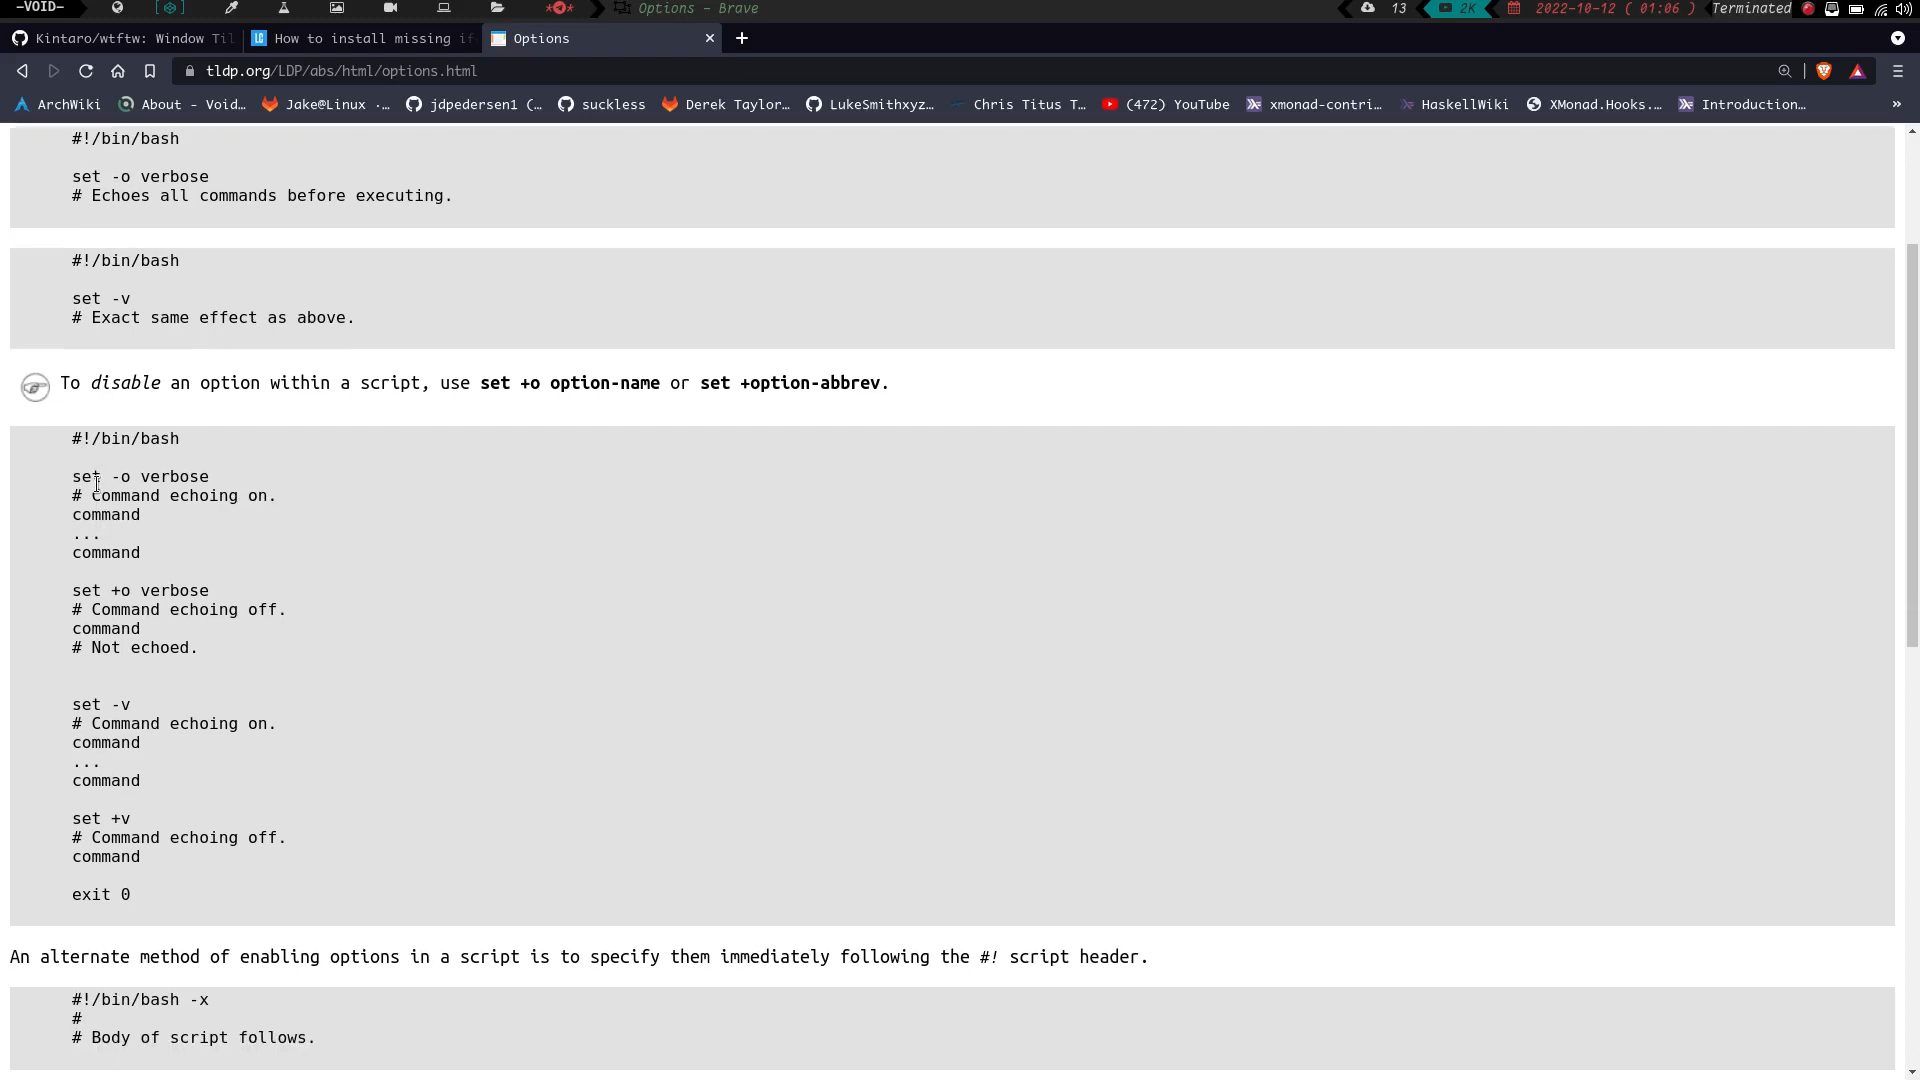 -VOID-
Options - Brave
13
2K
2022-10-12 ( 01:06 )
Terminated
Kintaro/wtftw: Window Til
How to install missing if
Options
tldp.org/LDP/abs/html/options.html
ArchWiki
About - Void…
Jake@Linux ·…
jdpedersen1 (…
suckless
Derek Taylor…
LukeSmithxyz…
Chris Titus T…
(472) YouTube
xmonad-contri…
HaskellWiki
XMonad.Hooks.…
Introduction…
»
#!/bin/bash
set -o verbose
# Echoes all commands before executing.
#!/bin/bash
set -v
# Exact same effect as above.
To disable an option within a script, use set +o option-name or set +option-abbrev.
#!/bin/bash
set -o verbose
# Command echoing on.
command
...
command
set +o verbose
# Command echoing off.
command
# Not echoed.
set -v
# Command echoing on.
command
...
command
set +v
# Command echoing off.
command
exit 0
An alternate method of enabling options in a script is to specify them immediately following the #! script header.
#!/bin/bash -x
#
# Body of script follows.